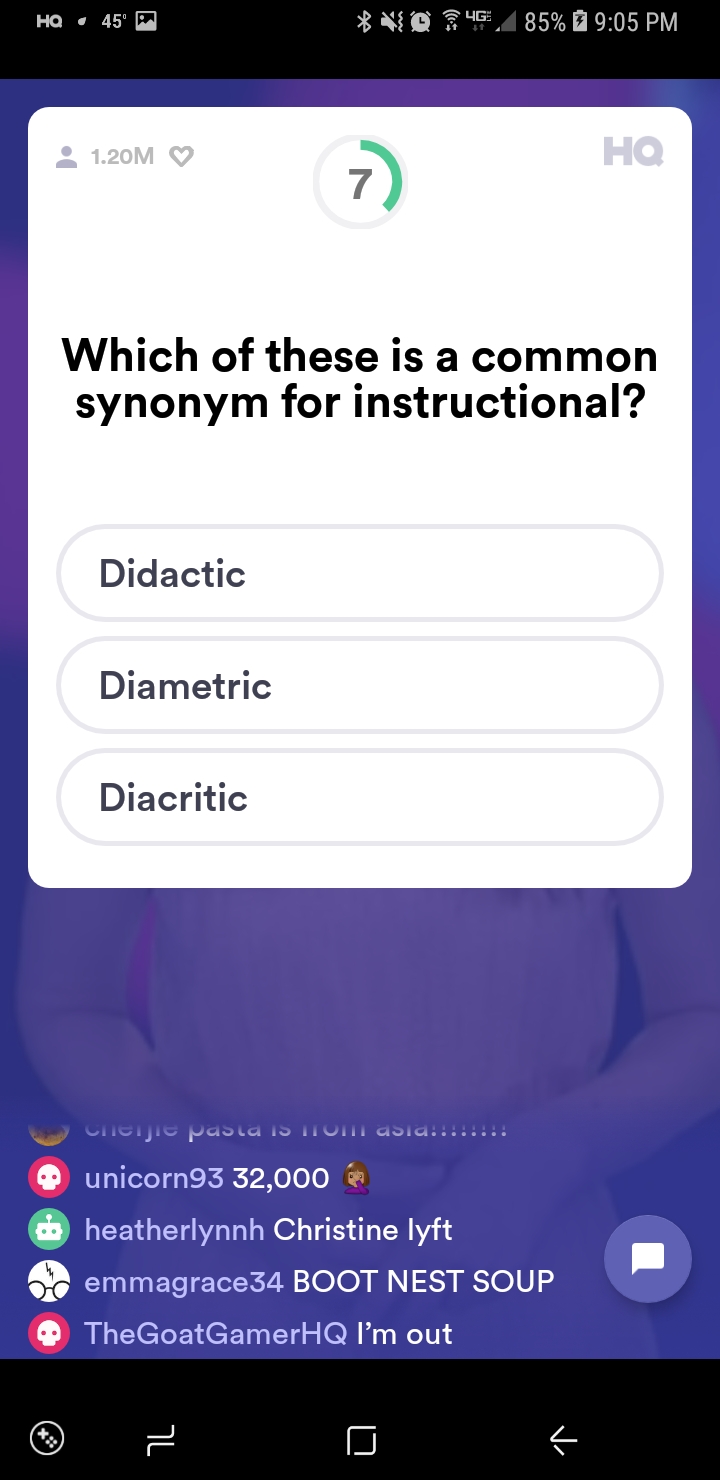 HQ 45° 4G 85% 9:05 PM
1.20M 7 HQ
Which of these is a common
synonym for instructional?
Didactic
Diametric
Diacritic
cherjie pasta is from asia!!!!!!!!
unicorn93 32,000
heatherlynnh Christine lyft
emmagrace34 BOOT NEST SOUP
TheGoatGamerHQ I’m out